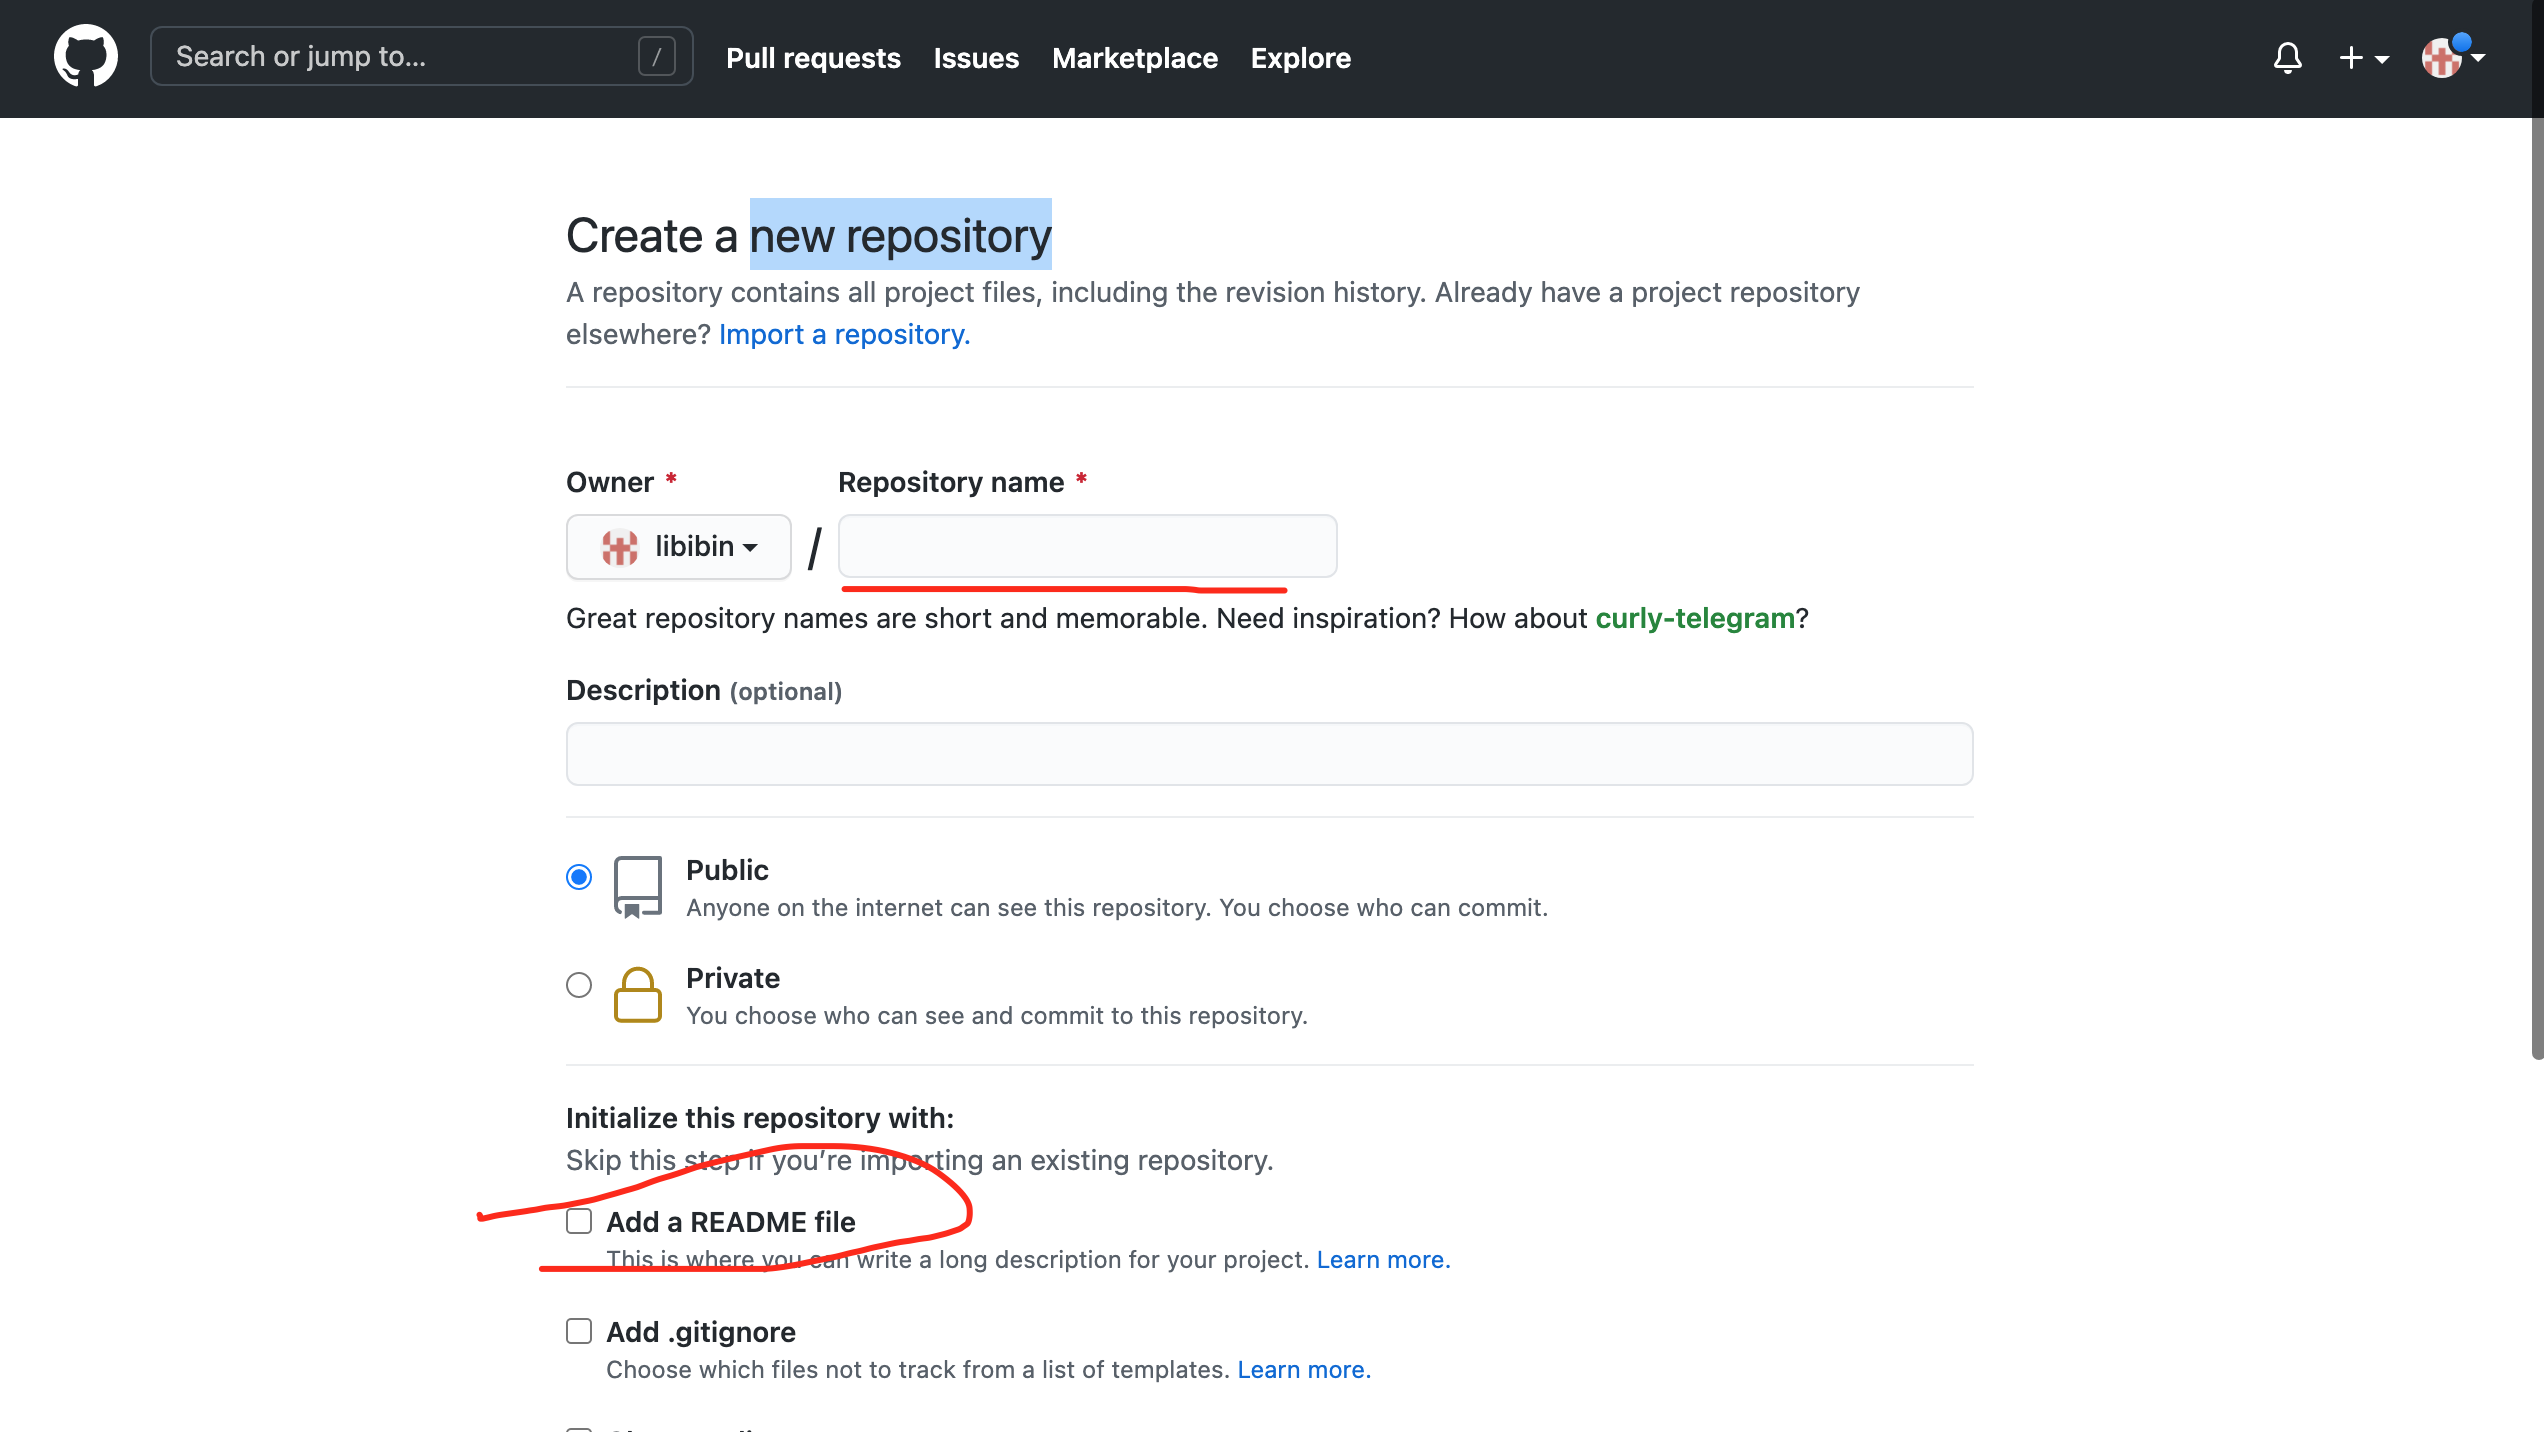 Search or jump to... /
Pull requests Issues Marketplace Explore
Create a new repository
A repository contains all project files, including the revision history. Already have a project repository
elsewhere? Import a repository.
Owner * Repository name *
libibin /
Great repository names are short and memorable. Need inspiration? How about curly-telegram?
Description (optional)
Public
Anyone on the internet can see this repository. You choose who can commit.
Private
You choose who can see and commit to this repository.
Initialize this repository with:
Skip this step if you’re importing an existing repository.
Add a README file
This is where you can write a long description for your project. Learn more.
Add .gitignore
Choose which files not to track from a list of templates. Learn more.